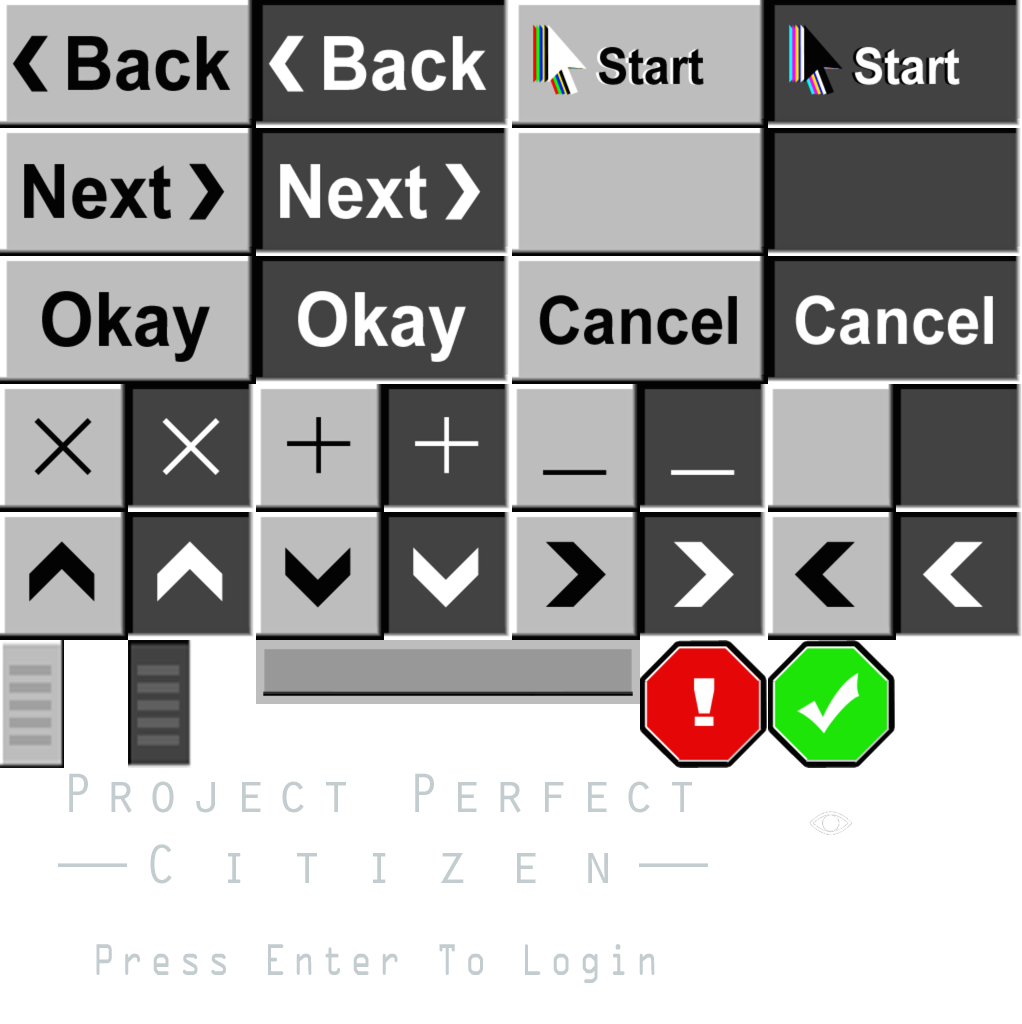 Back
Back
Start
Start
Next
Next
Okay
Okay
Cancel
Cancel
PROJECT PERFECT
CITIZEN
Press Enter To Login